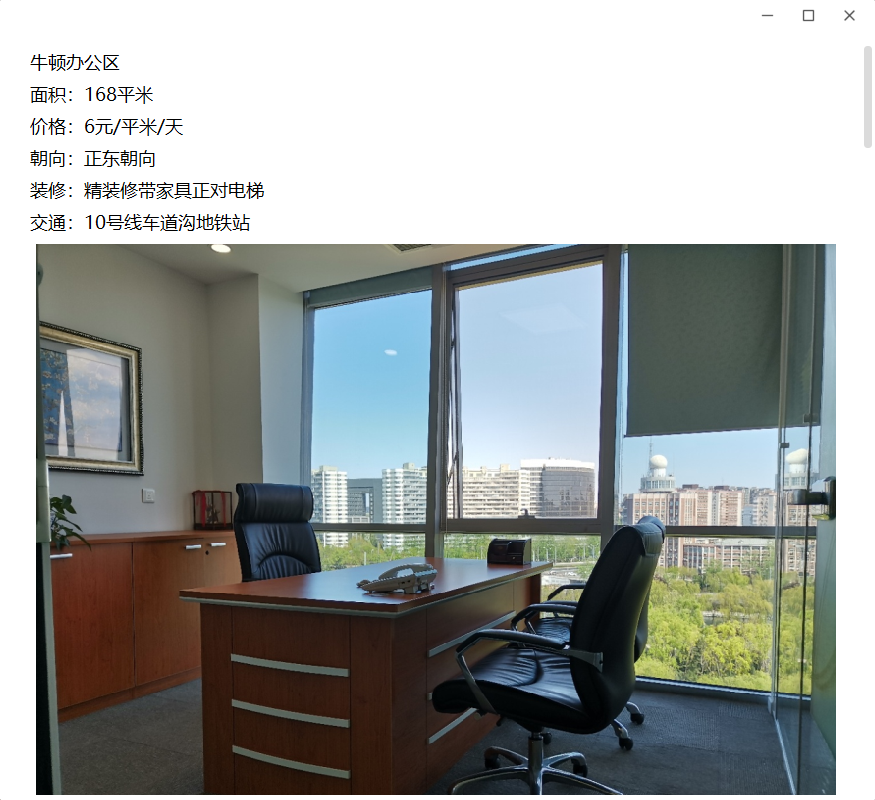 牛顿办公区
面积：168平米
价格：6元/平米/天
朝向：正东朝向
装修：精装修带家具正对电梯
交通：10号线车道沟地铁站